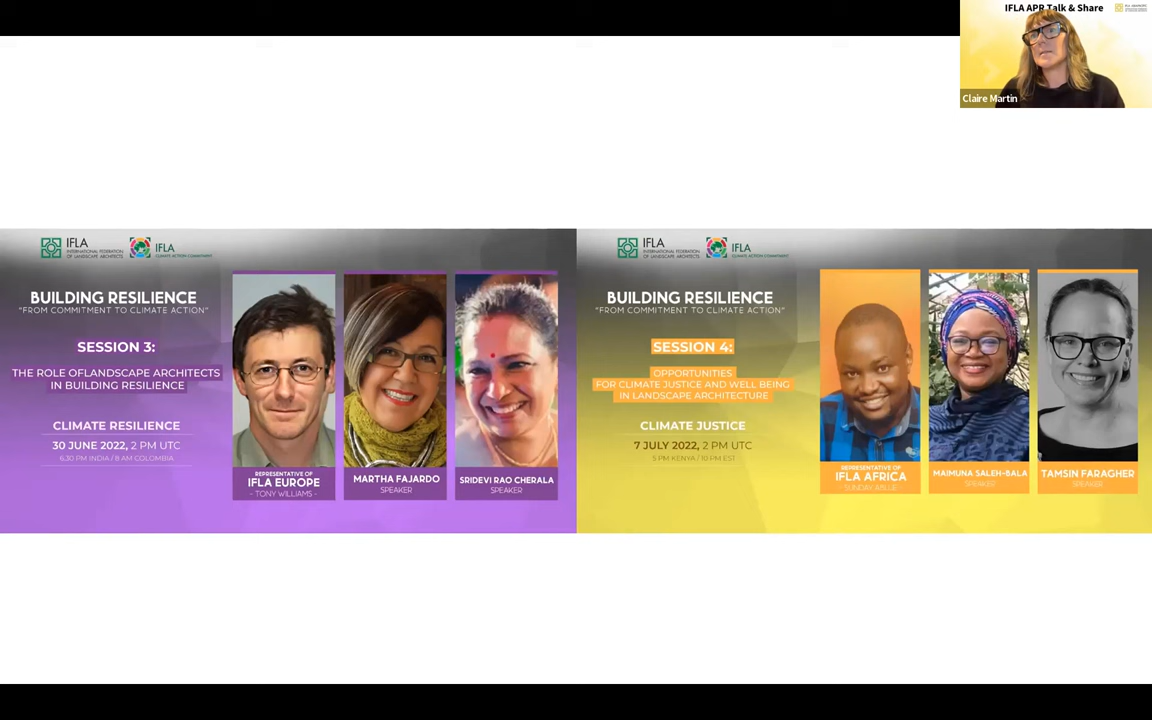 IFLA APR Talk & Share
Claire Martin
IFLA
INTERNATIONAL FEDERATION
OF LANDSCAPE ARCHITECTS
IFLA
CLIMATE ACTION COMMITMENT
BUILDING RESILIENCE
“FROM COMMITMENT TO CLIMATE ACTION”
SESSION 3:
THE ROLE OFLANDSCAPE ARCHITECTS
IN BUILDING RESILIENCE
CLIMATE RESILIENCE
30 JUNE 2022, 2 PM UTC
6.30 PM INDIA / 8 AM COLOMBIA
REPRESENTATIVE OF
IFLA EUROPE
- TONY WILLIAMS -
MARTHA FAJARDO
SPEAKER
SRIDEVI RAO CHERALA
SPEAKER
IFLA
INTERNATIONAL FEDERATION
OF LANDSCAPE ARCHITECTS
IFLA
CLIMATE ACTION COMMITMENT
BUILDING RESILIENCE
“FROM COMMITMENT TO CLIMATE ACTION”
SESSION 4:
OPPORTUNITIES
FOR CLIMATE JUSTICE AND WELL BEING
IN LANDSCAPE ARCHITECTURE
CLIMATE JUSTICE
7 JULY 2022, 2 PM UTC
5 PM KENYA / 10 PM EST
REPRESENTATIVE OF
IFLA AFRICA
MAIMUNA SALEH-BALA
SPEAKER
TAMSIN FARAGHER
SPEAKER